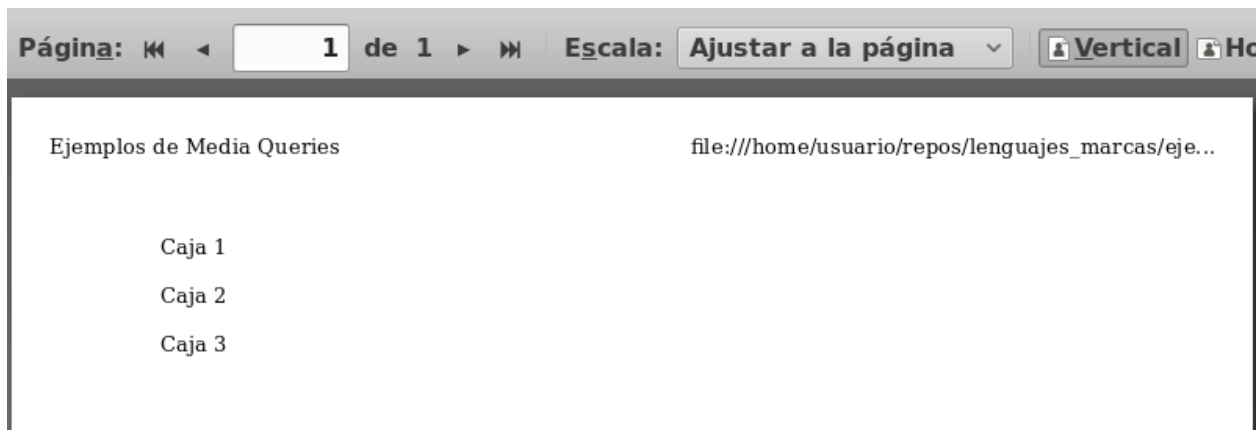 Página: 1 de 1 Escala: Ajustar a la página Vertical Ho
Ejemplos de Media Queries file:///home/usuario/repos/lenguajes_marcas/eje...
Caja 1
Caja 2
Caja 3